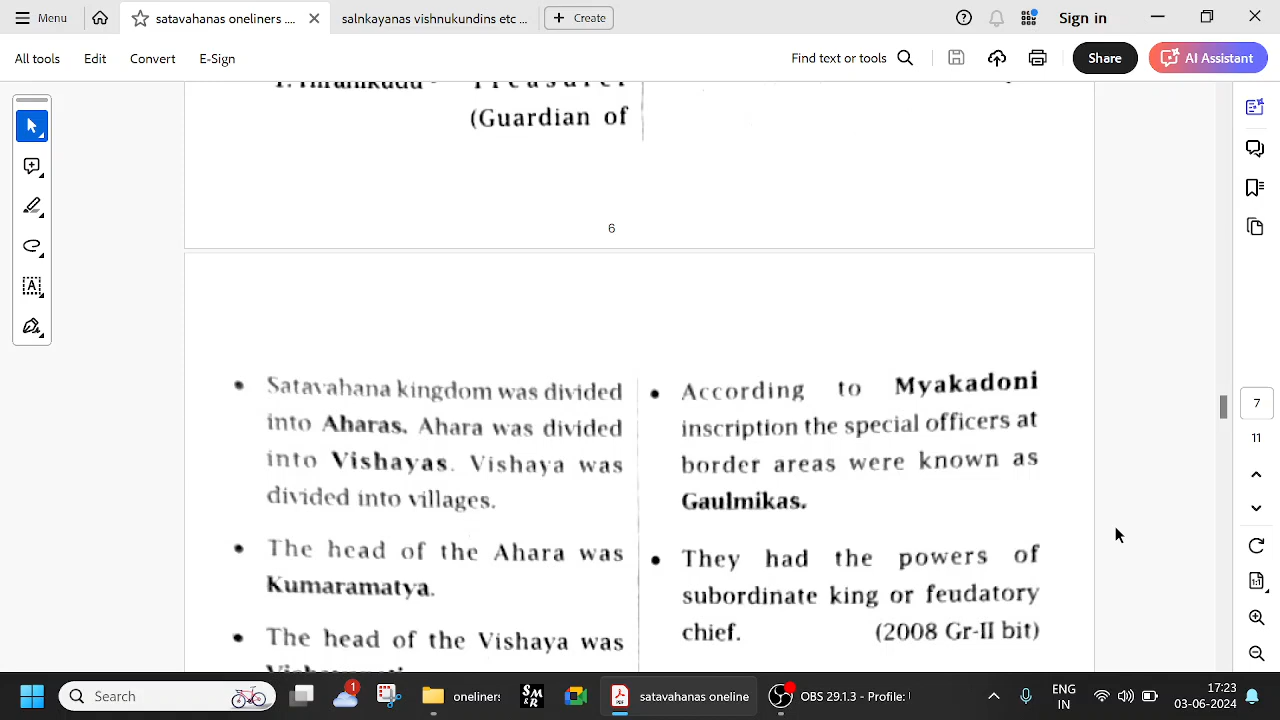 Menu
satavahanas oneliners ....
salnkayanas vishnukundins etc ...
Create
Sign in
All tools
Edit
Convert
E-Sign
Find text or tools
Share
AI Assistant
Treasurer
(Guardian of
6
Satavahana kingdom was divided
into Aharas. Ahara was divided
into Vishayas. Vishaya was
divided into villages.
The head of the Ahara was
Kumaramatya.
The head of the Vishaya was
According to Myakadoni
inscription the special officers at
border areas were known as
Gaulmikas.
They had the powers of
subordinate king or feudatory
chief. (2008 Gr-II bit)
7
11
Search
1
oneliners
satavahanas oneline
OBS 29.1.3 - Profile:
ENG
IN
17:23
03-06-2024